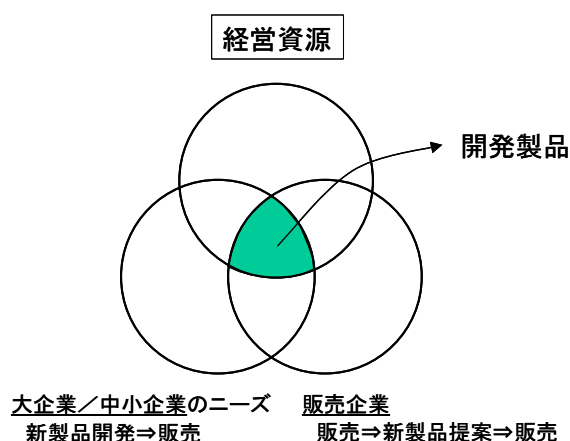 経営資源
開発製品
大企業／中小企業のニーズ
新製品開発⇒販売
販売企業
販売⇒新製品提案⇒販売